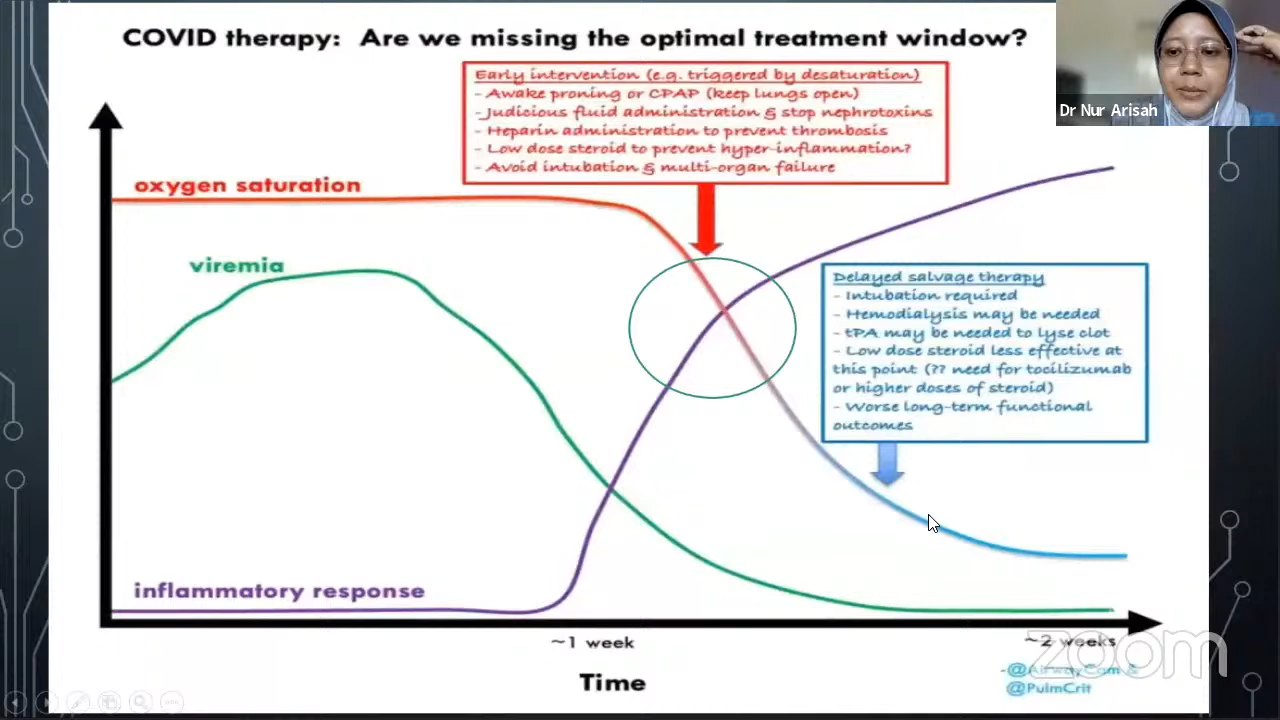 COVID therapy: Are we missing the optimal treatment window?
Early intervention (e.g. triggered by desaturation)
- Awake proning or CPAP (keep lungs open)
- Judicious fluid administration & stop nephrotoxins
- Heparin administration to prevent thrombosis
- Low dose steroid to prevent hyper-inflammation?
- Avoid intubation & multi-organ failure
Dr Nur Arisah
oxygen saturation
viremia
Delayed salvage therapy
- Intubation required
- Hemodialysis may be needed
- tPA may be needed to lyse clot
- Low dose steroid less effective at
this point (?? need for tocilizumab
or higher doses of steroid)
- Worse long-term functional
outcomes
inflammatory response
~1 week
~2 weeks
Time
zoom
-@AirwayCam &
@PulmCrit